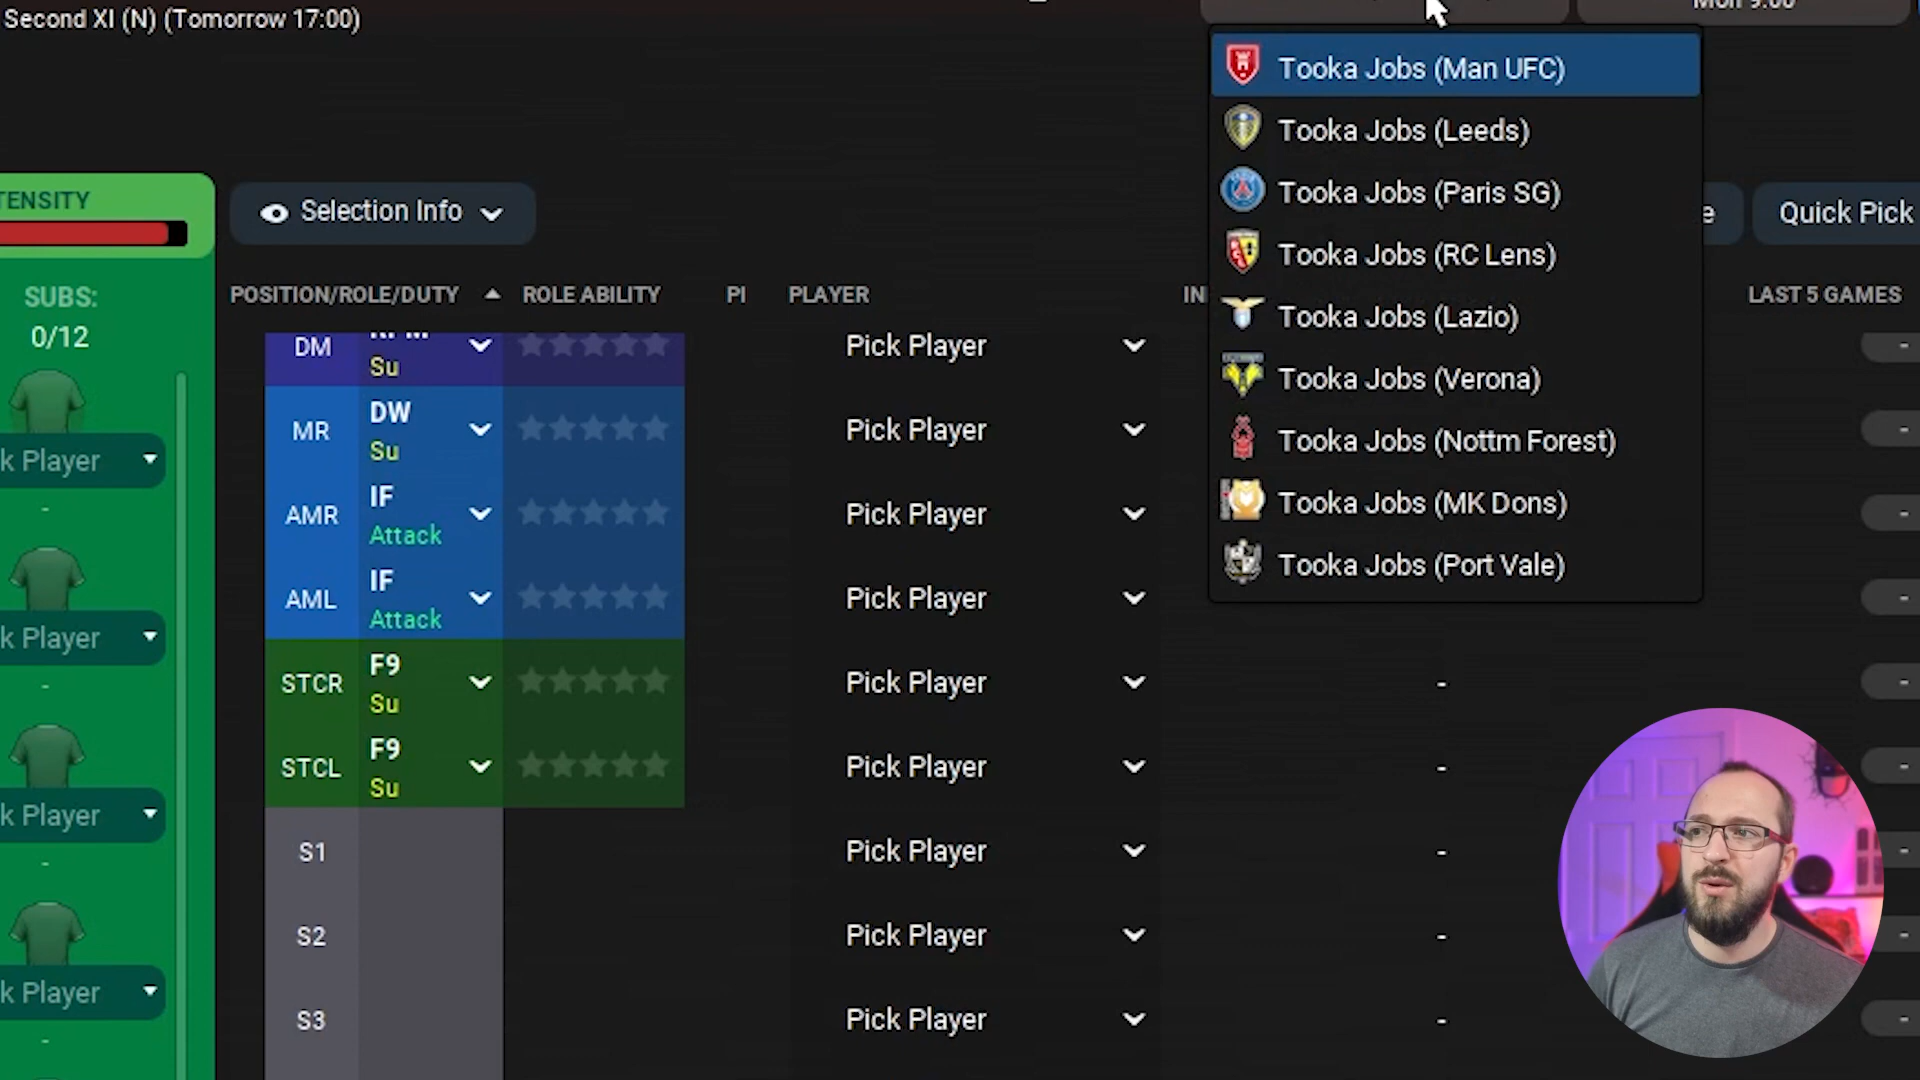 Second XI (N) (Tomorrow 17:00)
Mon 9:00
Tooka Jobs (Man UFC)
Tooka Jobs (Leeds)
Tooka Jobs (Paris SG)
Tooka Jobs (RC Lens)
Tooka Jobs (Lazio)
Tooka Jobs (Verona)
Tooka Jobs (Nottm Forest)
Tooka Jobs (MK Dons)
Tooka Jobs (Port Vale)
TENSITY
Selection Info
e
Quick Pick
SUBS:
0/12
POSITION/ROLE/DUTY
ROLE ABILITY
PI
PLAYER
IN
LAST 5 GAMES
DM
Su
Pick Player
-
MR
DW
Su
Pick Player
-
AMR
IF
Attack
Pick Player
-
AML
IF
Attack
Pick Player
-
STCR
F9
Su
Pick Player
-
-
STCL
F9
Su
Pick Player
-
-
S1
Pick Player
-
-
S2
Pick Player
-
-
S3
Pick Player
-
-
k Player
-
k Player
-
k Player
-
k Player
-